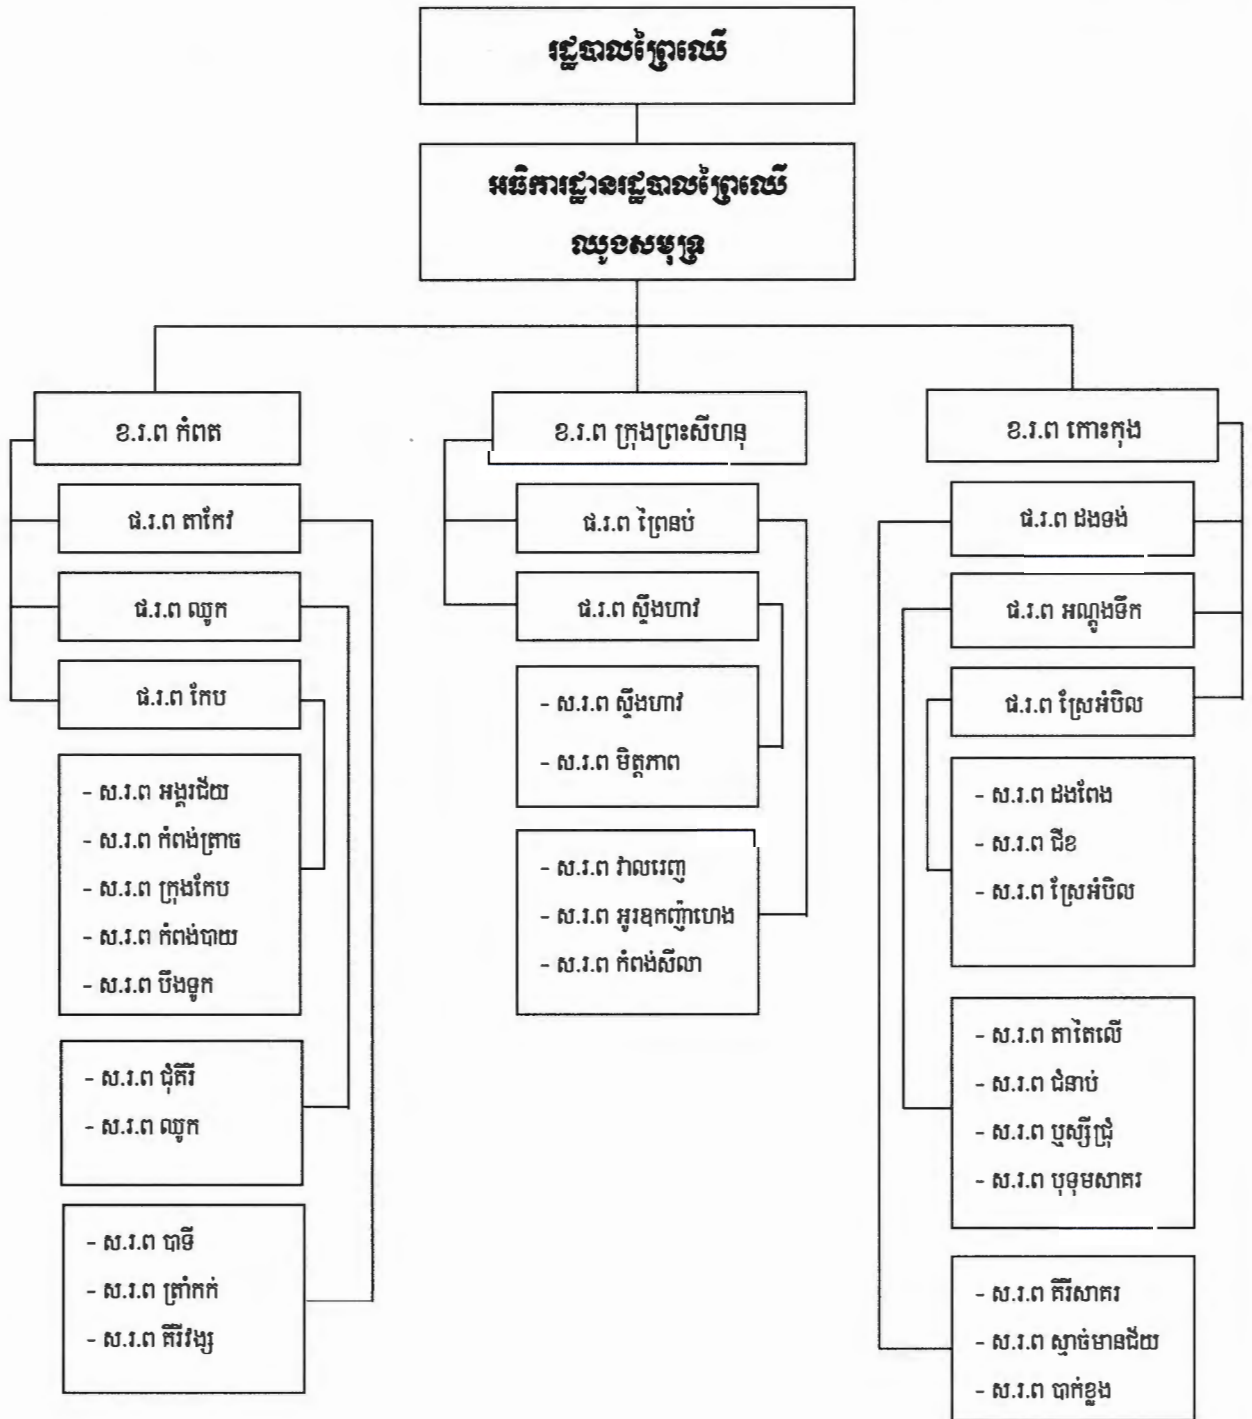 រដ្ឋបាលព្រៃឈើ
អធិការដ្ឋានរដ្ឋបាលព្រៃឈើ
ឈូងសមុទ្រ
ខ.រ.ព កំពត
ផ.រ.ព តាកែវ
ផ.រ.ព ឈូក
ផ.រ.ព កែប
- ស.រ.ព អង្គរជ័យ
- ស.រ.ព កំពង់ត្រាច
- ស.រ.ព ក្រុងកែប
- ស.រ.ព កំពង់បាយ
- ស.រ.ព បឹងទូក
- ស.រ.ព ជុំគិរី
- ស.រ.ព ឈូក
- ស.រ.ព បាទី
- ស.រ.ព ត្រាំកក់
- ស.រ.ព គីរីវង្ស
ខ.រ.ព ក្រុងព្រះសីហនុ
ផ.រ.ព ព្រៃនប់
ផ.រ.ព ស្ទឹងហាវ
- ស.រ.ព ស្ទឹងហាវ
- ស.រ.ព មិត្តភាព
- ស.រ.ព វាលរេញ
- ស.រ.ព អូរឧកញ៉ាហេង
- ស.រ.ព កំពង់សីលា
ខ.រ.ព កោះកុង
ផ.រ.ព ដងទង់
ផ.រ.ព អណ្តូងទឹក
ផ.រ.ព ស្រែអំបិល
- ស.រ.ព ដងពែង
- ស.រ.ព ជីខ
- ស.រ.ព ស្រែអំបិល
- ស.រ.ព តាតៃលើ
- ស.រ.ព ជំនាប់
- ស.រ.ព ឬស្សីជ្រុំ
- ស.រ.ព បុទុមសាគរ
- ស.រ.ព គិរីសាគរ
- ស.រ.ព ស្មាច់មានជ័យ
- ស.រ.ព បាក់ខ្លង